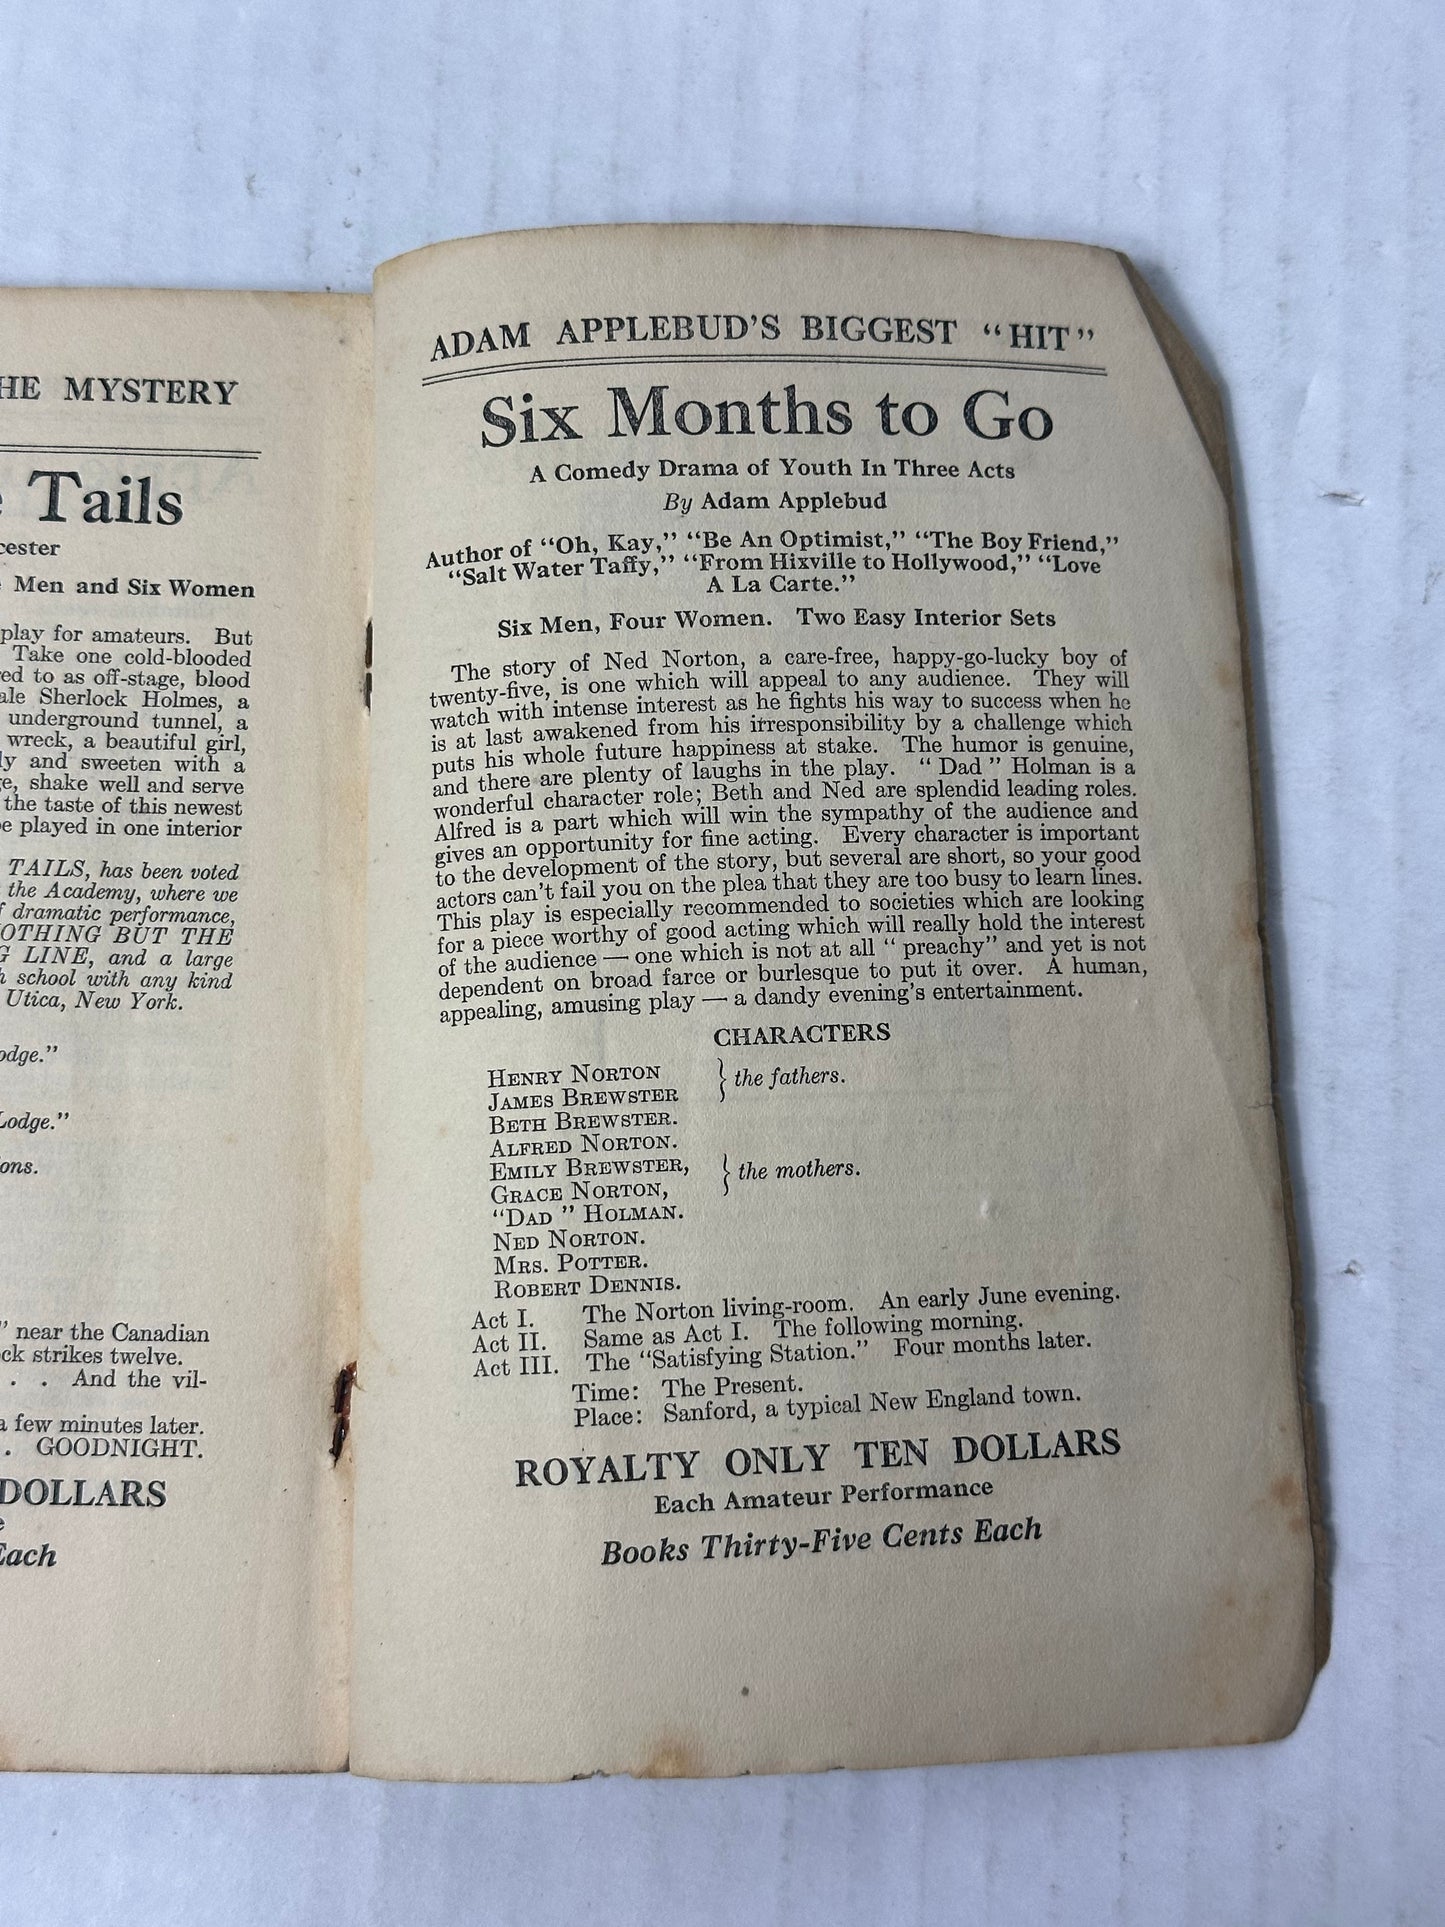 HE MYSTERY
Tails
cester
Men and Six Women
play for amateurs. But
Take one cold-blooded
red to as off-stage, blood
ale Sherlock Holmes, a
underground tunnel, a
wreck, a beautiful girl,
ly and sweeten with a
ge, shake well and serve
the taste of this newest
be played in one interior
TAILS, has been voted
the Academy, where we
f dramatic performance,
OTHING BUT THE
G LINE, and a large
h school with any kind
Utica, New York.
odge."
Lodge."
ons.
" near the Canadian
ck strikes twelve.
. . And the vil-
a few minutes later.
. GOODNIGHT.
DOLLARS
e
Each
ADAM APPLEBUD'S BIGGEST "HIT"
Six Months to Go
A Comedy Drama of Youth In Three Acts
By Adam Applebud
Author of "Oh, Kay," "Be An Optimist," "The Boy Friend,"
"Salt Water Taffy," "From Hixville to Hollywood," "Love
A La Carte."
Six Men, Four Women. Two Easy Interior Sets
The story of Ned Norton, a care-free, happy-go-lucky boy of
twenty-five, is one which will appeal to any audience. They will
watch with intense interest as he fights his way to success when he
is at last awakened from his irresponsibility by a challenge which
puts his whole future happiness at stake. The humor is genuine,
and there are plenty of laughs in the play. "Dad" Holman is a
wonderful character role; Beth and Ned are splendid leading roles.
Alfred is a part which will win the sympathy of the audience and
gives an opportunity for fine acting. Every character is important
to the development of the story, but several are short, so your good
actors can't fail you on the plea that they are too busy to learn lines.
This play is especially recommended to societies which are looking
for a piece worthy of good acting which will really hold the interest
of the audience — one which is not at all "preachy" and yet is not
dependent on broad farce or burlesque to put it over. A human,
appealing, amusing play — a dandy evening's entertainment.
CHARACTERS
HENRY NORTON
JAMES BREWSTER } the fathers.
BETH BREWSTER.
ALFRED NORTON.
EMILY BREWSTER,
GRACE NORTON, } the mothers.
"DAD" HOLMAN.
NED NORTON.
MRS. POTTER.
ROBERT DENNIS.
Act I. The Norton living-room. An early June evening.
Act II. Same as Act I. The following morning.
Act III. The "Satisfying Station." Four months later.
Time: The Present.
Place: Sanford, a typical New England town.
ROYALTY ONLY TEN DOLLARS
Each Amateur Performance
Books Thirty-Five Cents Each